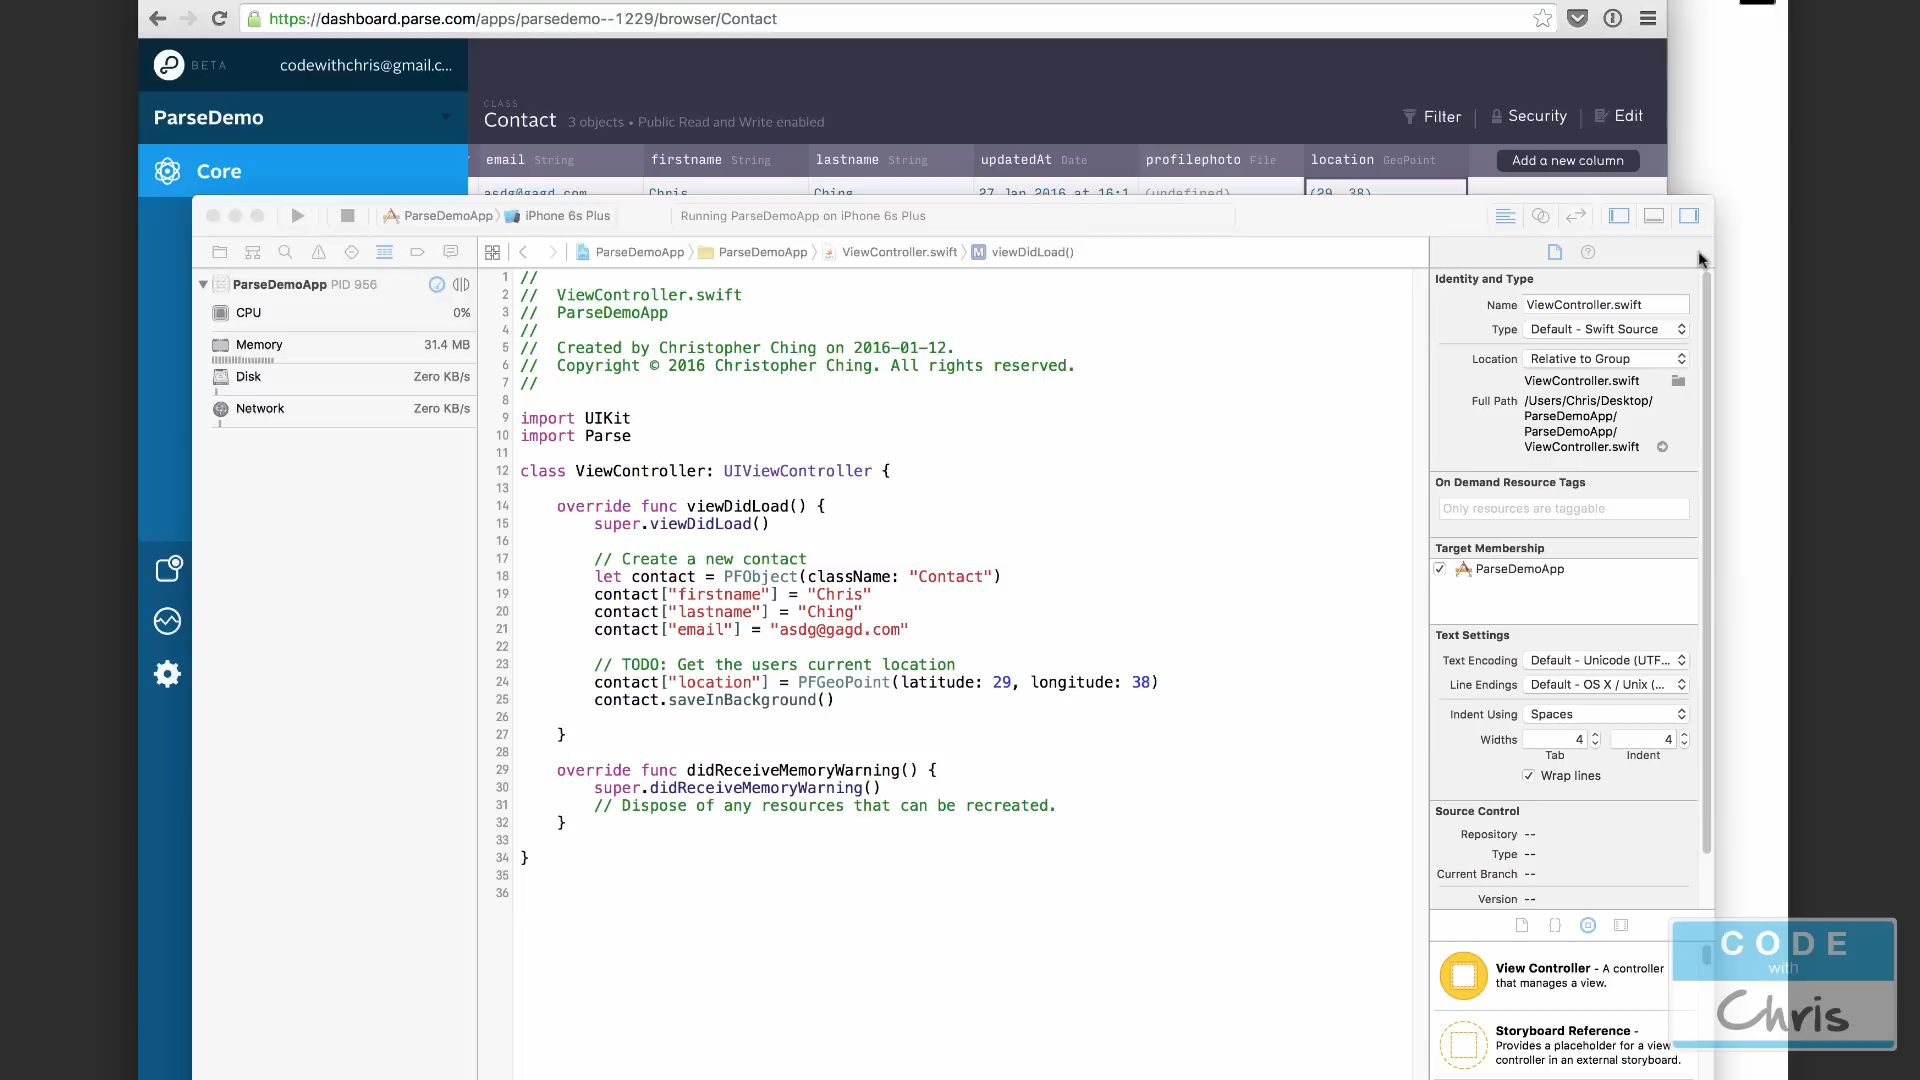 https://dashboard.parse.com/apps/parsedemo--1229/browser/Contact
BETA codewithchris@gmail.c...
ParseDemo
CLASS
Contact 3 objects • Public Read and Write enabled
Filter Security Edit
Core
email String firstname String lastname String updatedAt Date profilephoto File location GeoPoint Add a new column
asdg@gagd.com Chris Ching 27 Jan 2016 at 16:1 (undefined) (29, 38)
ParseDemoApp iPhone 6s Plus Running ParseDemoApp on iPhone 6s Plus
ParseDemoApp ParseDemoApp ViewController.swift M viewDidLoad()
ParseDemoApp PID 956
CPU 0%
Memory 31.4 MB
Disk Zero KB/s
Network Zero KB/s
1 //
2 //  ViewController.swift
3 //  ParseDemoApp
4 //
5 //  Created by Christopher Ching on 2016-01-12.
6 //  Copyright © 2016 Christopher Ching. All rights reserved.
7 //
8
9 import UIKit
10 import Parse
11
12 class ViewController: UIViewController {
13
14 override func viewDidLoad() {
15 super.viewDidLoad()
16
17 // Create a new contact
18 let contact = PFObject(className: "Contact")
19 contact["firstname"] = "Chris"
20 contact["lastname"] = "Ching"
21 contact["email"] = "asdg@gagd.com"
22
23 // TODO: Get the users current location
24 contact["location"] = PFGeoPoint(latitude: 29, longitude: 38)
25 contact.saveInBackground()
26
27 }
28
29 override func didReceiveMemoryWarning() {
30 super.didReceiveMemoryWarning()
31 // Dispose of any resources that can be recreated.
32 }
33
34 }
35
36
Identity and Type
Name ViewController.swift
Type Default - Swift Source
Location Relative to Group
ViewController.swift
Full Path /Users/Chris/Desktop/
ParseDemoApp/
ParseDemoApp/
ViewController.swift
On Demand Resource Tags
Only resources are taggable
Target Membership
ParseDemoApp
Text Settings
Text Encoding Default - Unicode (UTF...
Line Endings Default - OS X / Unix (...
Indent Using Spaces
Widths 4 4
Tab Indent
Wrap lines
Source Control
Repository --
Type --
Current Branch --
Version --
View Controller - A controller
that manages a view.
Storyboard Reference -
Provides a placeholder for a view
controller in an external storyboard.
CODE
with
Chris